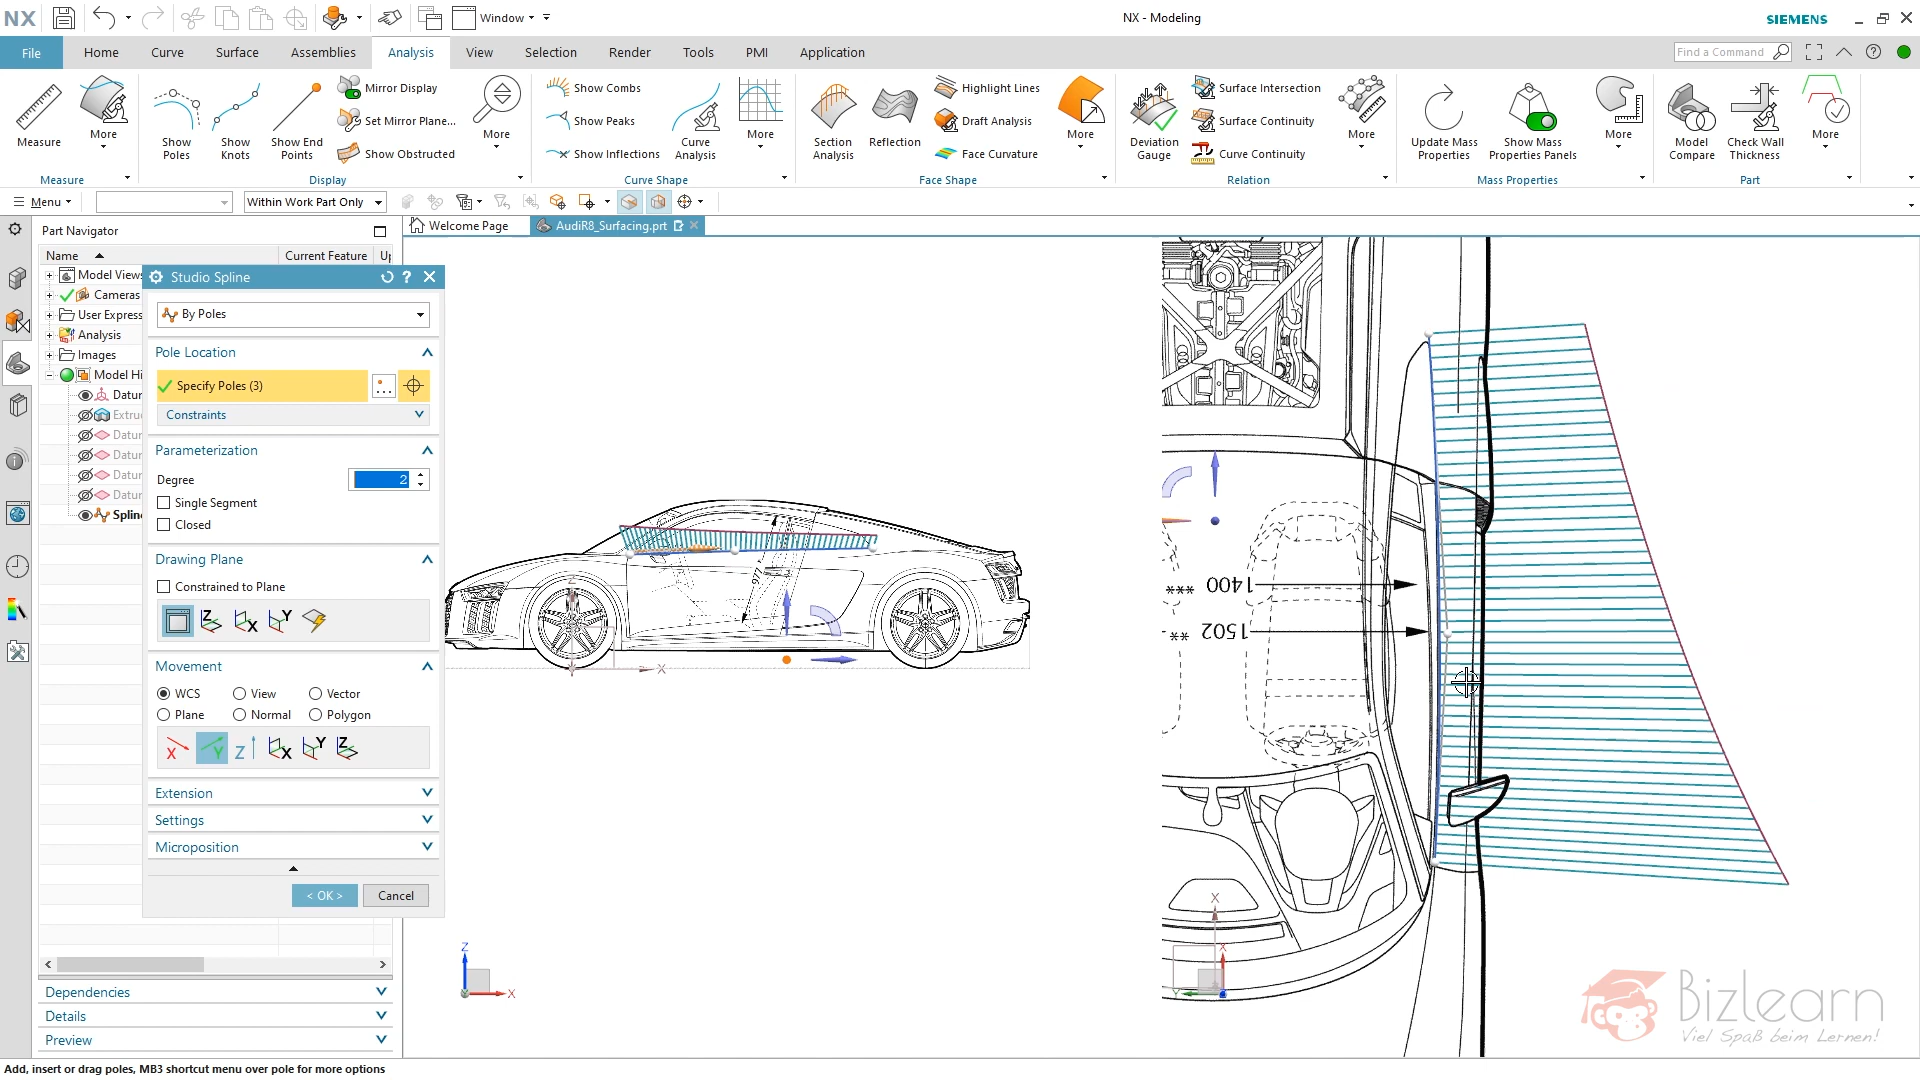 NX
Window
NX - Modeling
SIEMENS
File
Home
Curve
Surface
Assemblies
Analysis
View
Selection
Render
Tools
PMI
Application
Find a Command
Measure
More
Show Poles
Show Knots
Show End Points
Mirror Display
Set Mirror Plane...
Show Obstructed
More
Show Combs
Show Peaks
Show Inflections
Curve Analysis
More
Section Analysis
Reflection
Highlight Lines
Draft Analysis
Face Curvature
More
Deviation Gauge
Surface Intersection
Surface Continuity
Curve Continuity
More
Update Mass Properties
Show Mass Properties Panels
More
Model Compare
Check Wall Thickness
More
Measure
Display
Curve Shape
Face Shape
Relation
Mass Properties
Part
Menu
Within Work Part Only
Part Navigator
Welcome Page
AudiR8_Surfacing.prt
Name
Current Feature
Up
Model Views
Cameras
User Express
Analysis
Images
Model Hi
Datur
Extru
Datur
Datur
Datur
Datur
Spline
Studio Spline
By Poles
Pole Location
Specify Poles (3)
Constraints
Parameterization
Degree
2
Single Segment
Closed
Drawing Plane
Constrained to Plane
Movement
WCS
View
Vector
Plane
Normal
Polygon
Extension
Settings
Microposition
< OK >
Cancel
Dependencies
Details
Preview
977
Z
X
Z
X
*** 1400
** 1502
X
X
Y
Bizlearn
Viel Spaß beim Lernen!
Add, insert or drag poles, MB3 shortcut menu over pole for more options